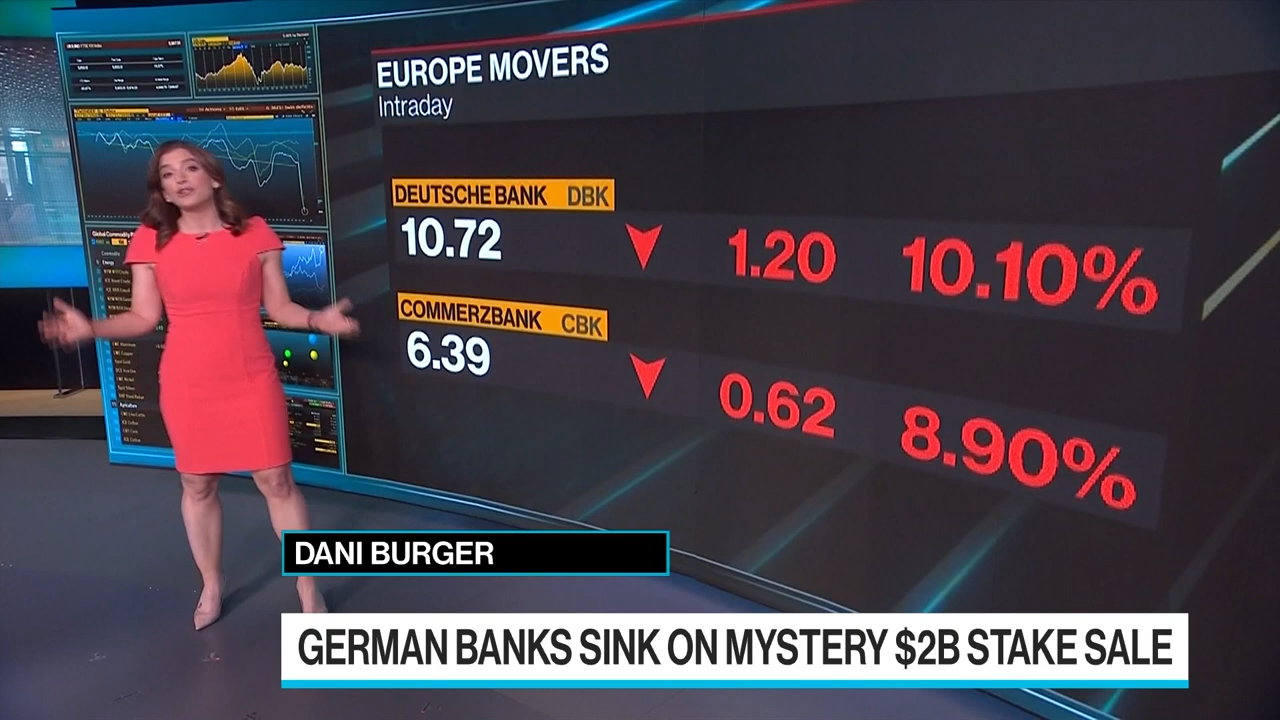 EUROPE MOVERS
Intraday
DEUTSCHE BANK DBK
10.72 1.20 10.10%
COMMERZBANK CBK
6.39 0.62 8.90%
DANI BURGER
GERMAN BANKS SINK ON MYSTERY $2B STAKE SALE